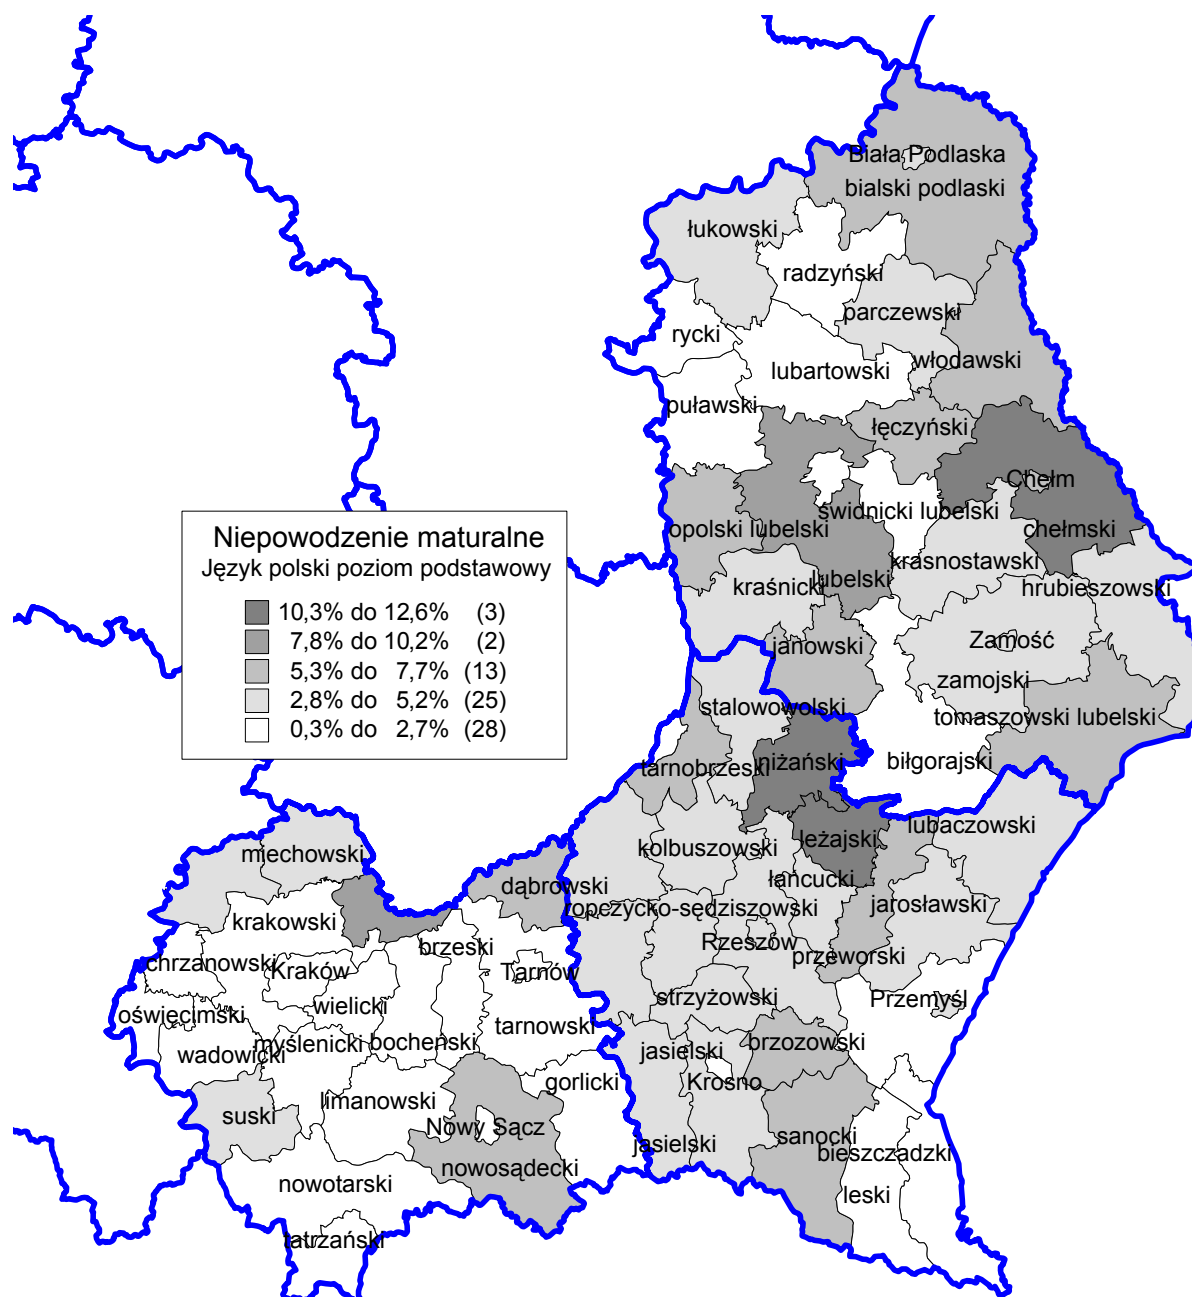 Biała Podlaska
bialski podlaski
łukowski
radzyński
parczewski
rycki
włodawski
lubartowski
puławski
łęczyński
Chełm
świdnicki lubelski
opolski lubelski
chełmski
Niepowodzenie maturalne
Język polski poziom podstawowy
10,3% do 12,6% (3)
7,8% do 10,2% (2)
5,3% do 7,7% (13)
2,8% do 5,2% (25)
0,3% do 2,7% (28)
krasnostawski
kraśnicki
lubelski
hrubieszowski
janowski
Zamość
zamojski
stalowowolski
tomaszowski lubelski
tarnobrzeski
niżański
biłgorajski
lubaczowski
leżajski
kolbuszowski
miechowski
łańcucki
dąbrowski
ropczycko-sędziszowski
jarosławski
krakowski
brzeski
Rzeszów
przeworski
chrzanowski
Kraków
Tarnów
strzyżowski
Przemyśl
wielicki
oświęcimski
tarnowski
myślenicki
bocheński
brzozowski
wadowicki
jasielski
gorlicki
Krosno
limanowski
suski
Nowy Sącz
sanocki
jasielski
bieszczadzki
nowosądecki
nowotarski
leski
tatrzański